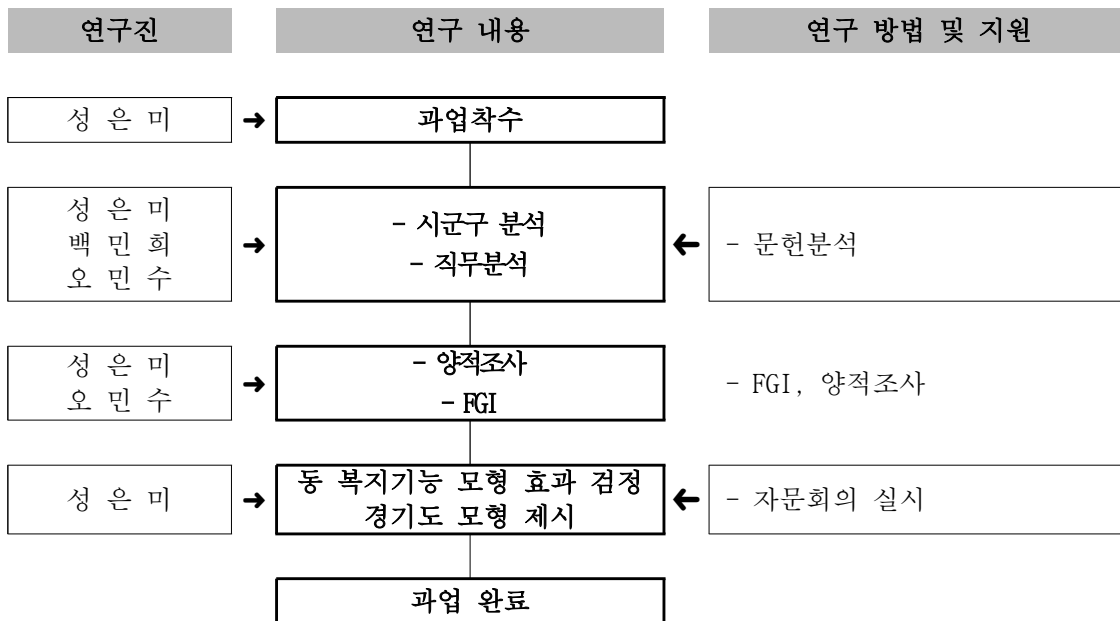 연구진
연구 내용
연구 방법 및 지원
성 은 미
과업착수
성 은 미
백 민 희
오 민 수
- 시군구 분석
- 직무분석
- 문헌분석
성 은 미
오 민 수
- 양적조사
- FGI
- FGI, 양적조사
성 은 미
동 복지기능 모형 효과 검정
경기도 모형 제시
- 자문회의 실시
과업 완료